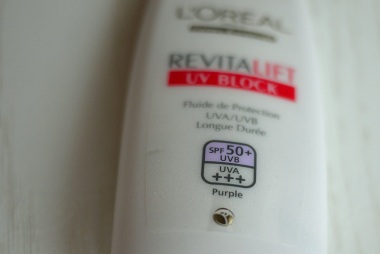 L'ORÉAL
REVITALIFT
UV BLOCK
Fluide de Protection
UVA/UVB
Longue Durée
SPF 50+
UVB
UVA
+++
Purple